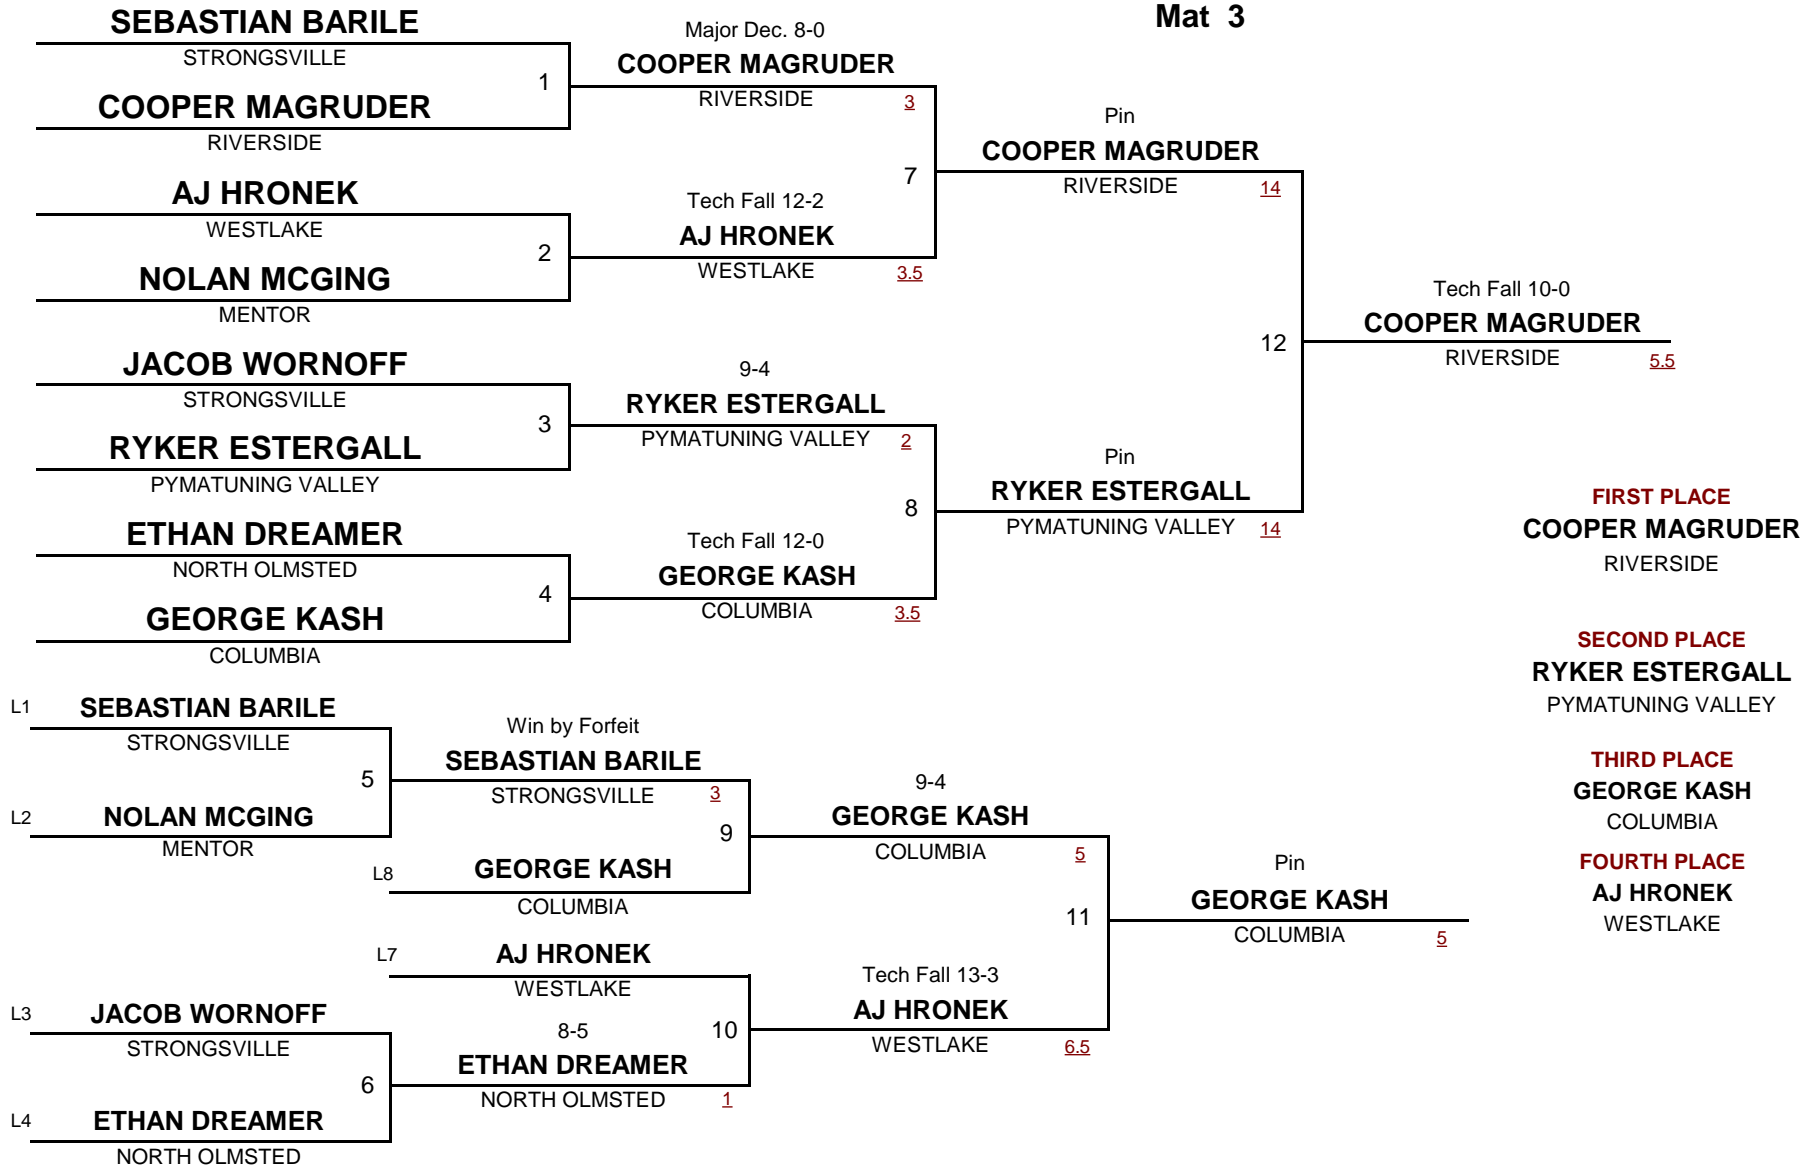 Mat 3
SEBASTIAN BARILE
STRONGSVILLE
1
COOPER MAGRUDER
RIVERSIDE
AJ HRONEK
WESTLAKE
2
NOLAN MCGING
MENTOR
JACOB WORNOFF
STRONGSVILLE
3
RYKER ESTERGALL
PYMATUNING VALLEY
ETHAN DREAMER
NORTH OLMSTED
4
GEORGE KASH
COLUMBIA
Major Dec. 8-0
COOPER MAGRUDER
RIVERSIDE 3
7
Tech Fall 12-2
AJ HRONEK
WESTLAKE 3.5
9-4
RYKER ESTERGALL
PYMATUNING VALLEY 2
8
Tech Fall 12-0
GEORGE KASH
COLUMBIA 3.5
Pin
COOPER MAGRUDER
RIVERSIDE 14
12
Pin
RYKER ESTERGALL
PYMATUNING VALLEY 14
Tech Fall 10-0
COOPER MAGRUDER
RIVERSIDE 5.5
L1 SEBASTIAN BARILE
STRONGSVILLE
5
L2 NOLAN MCGING
MENTOR
L3 JACOB WORNOFF
STRONGSVILLE
6
L4 ETHAN DREAMER
NORTH OLMSTED
Win by Forfeit
SEBASTIAN BARILE
STRONGSVILLE 3
9
L8 GEORGE KASH
COLUMBIA
L7 AJ HRONEK
WESTLAKE
10
8-5
ETHAN DREAMER
NORTH OLMSTED 1
9-4
GEORGE KASH
COLUMBIA 5
11
Tech Fall 13-3
AJ HRONEK
WESTLAKE 6.5
Pin
GEORGE KASH
COLUMBIA 5
FIRST PLACE
COOPER MAGRUDER
RIVERSIDE
SECOND PLACE
RYKER ESTERGALL
PYMATUNING VALLEY
THIRD PLACE
GEORGE KASH
COLUMBIA
FOURTH PLACE
AJ HRONEK
WESTLAKE